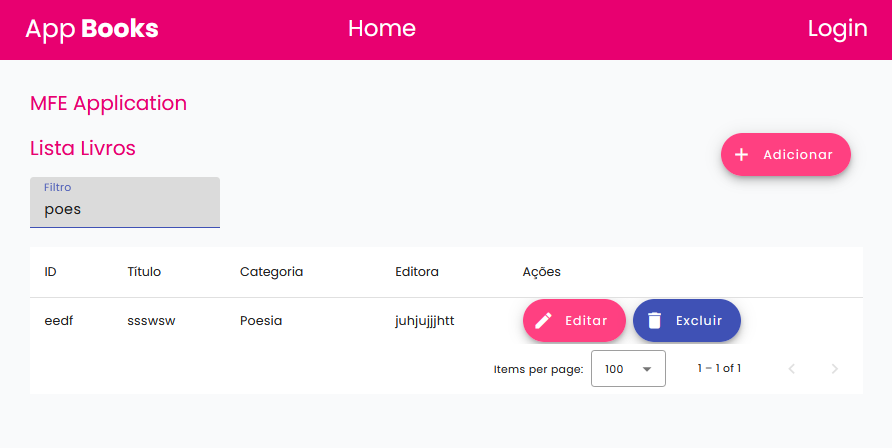 App Books Home Login
MFE Application
Lista Livros
Adicionar
Filtro
poes
ID Título Categoria Editora Ações
eedf ssswsw Poesia juhjujjjhtt Editar Excluir
Items per page: 100 1 – 1 of 1